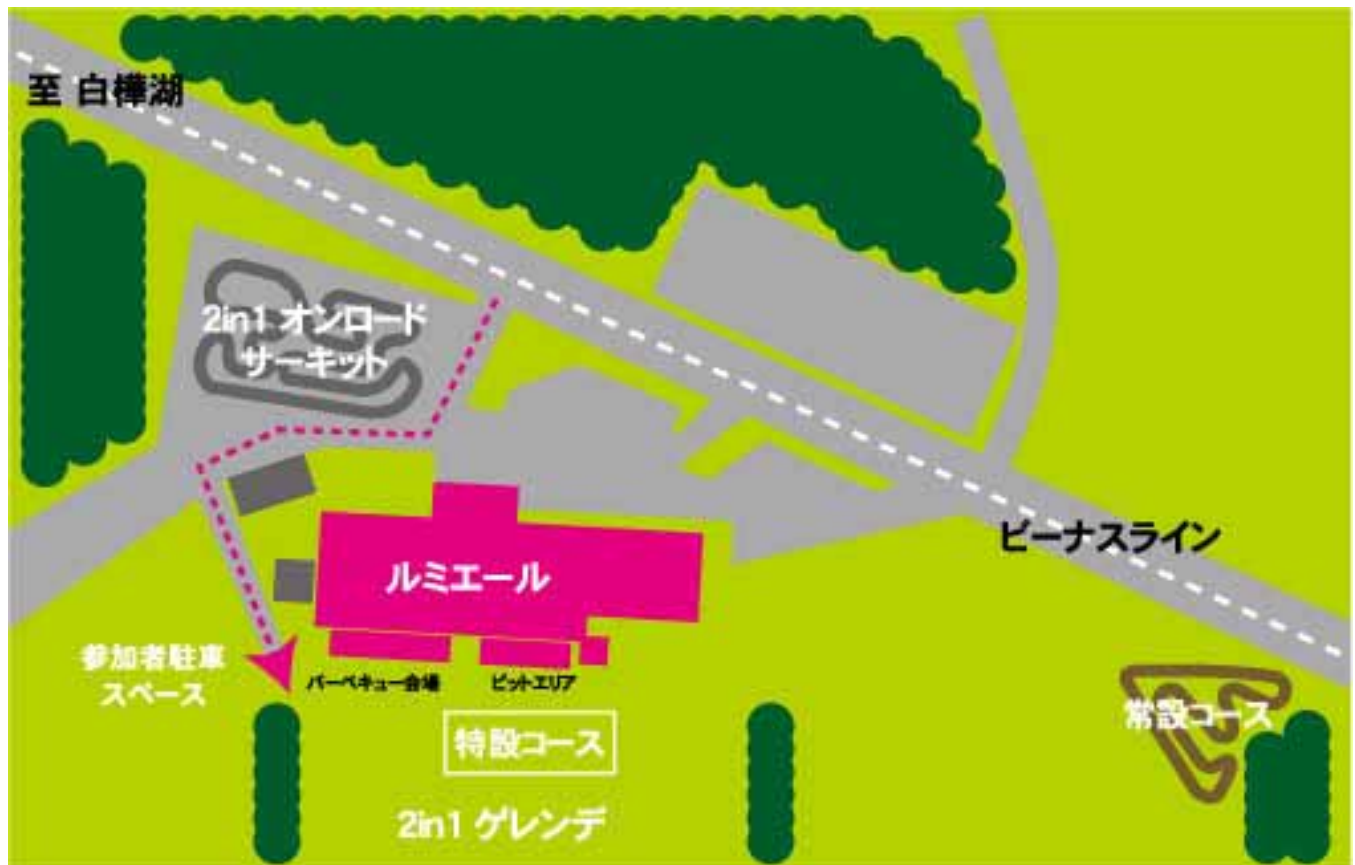 至 白樺湖
2in1 オンロード
サーキット
ビーナスライン
ルミエール
参加者駐車
スペース
バーベキュー会場
ピットエリア
常設コース
特設コース
2in1 ゲレンデ